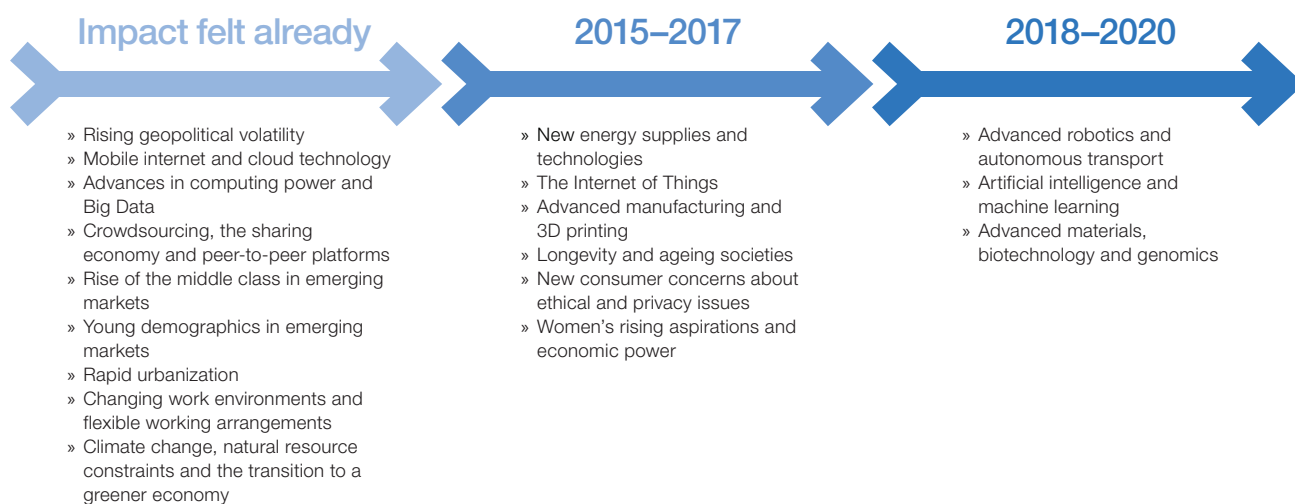 Impact felt already
» Rising geopolitical volatility
» Mobile internet and cloud technology
» Advances in computing power and
Big Data
» Crowdsourcing, the sharing
economy and peer-to-peer platforms
» Rise of the middle class in emerging
markets
» Young demographics in emerging
markets
» Rapid urbanization
» Changing work environments and
flexible working arrangements
» Climate change, natural resource
constraints and the transition to a
greener economy
2015–2017
» New energy supplies and
technologies
» The Internet of Things
» Advanced manufacturing and
3D printing
» Longevity and ageing societies
» New consumer concerns about
ethical and privacy issues
» Women’s rising aspirations and
economic power
2018–2020
» Advanced robotics and
autonomous transport
» Artificial intelligence and
machine learning
» Advanced materials,
biotechnology and genomics